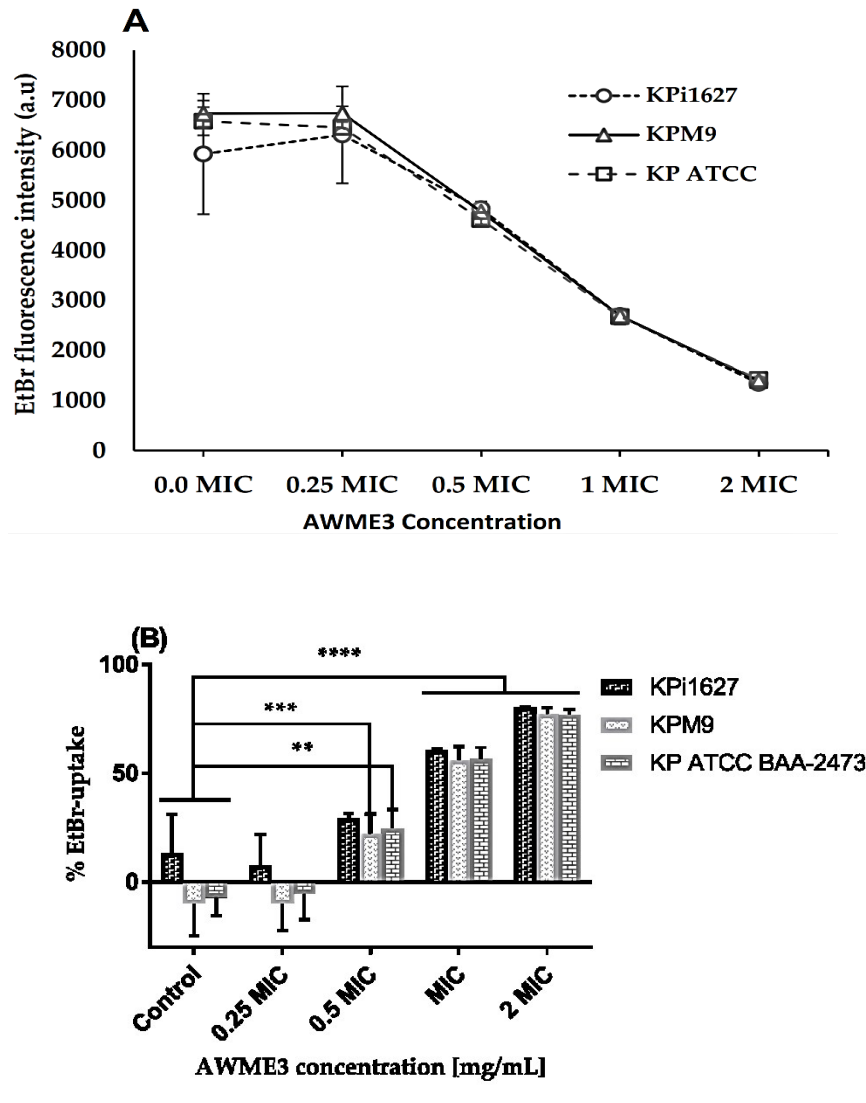 A
EtBr fluorescence intensity (a.u)
8000
7000
6000
5000
4000
3000
2000
1000
0
KPi1627
KPM9
KP ATCC
0.0 MIC 0.25 MIC 0.5 MIC 1 MIC 2 MIC
AWME3 Concentration
(B)
% EtBr-uptake
100
50
0
****
***
**
KPi1627
KPM9
KP ATCC BAA-2473
Control 0.25 MIC 0.5 MIC MIC 2 MIC
AWME3 concentration [mg/mL]